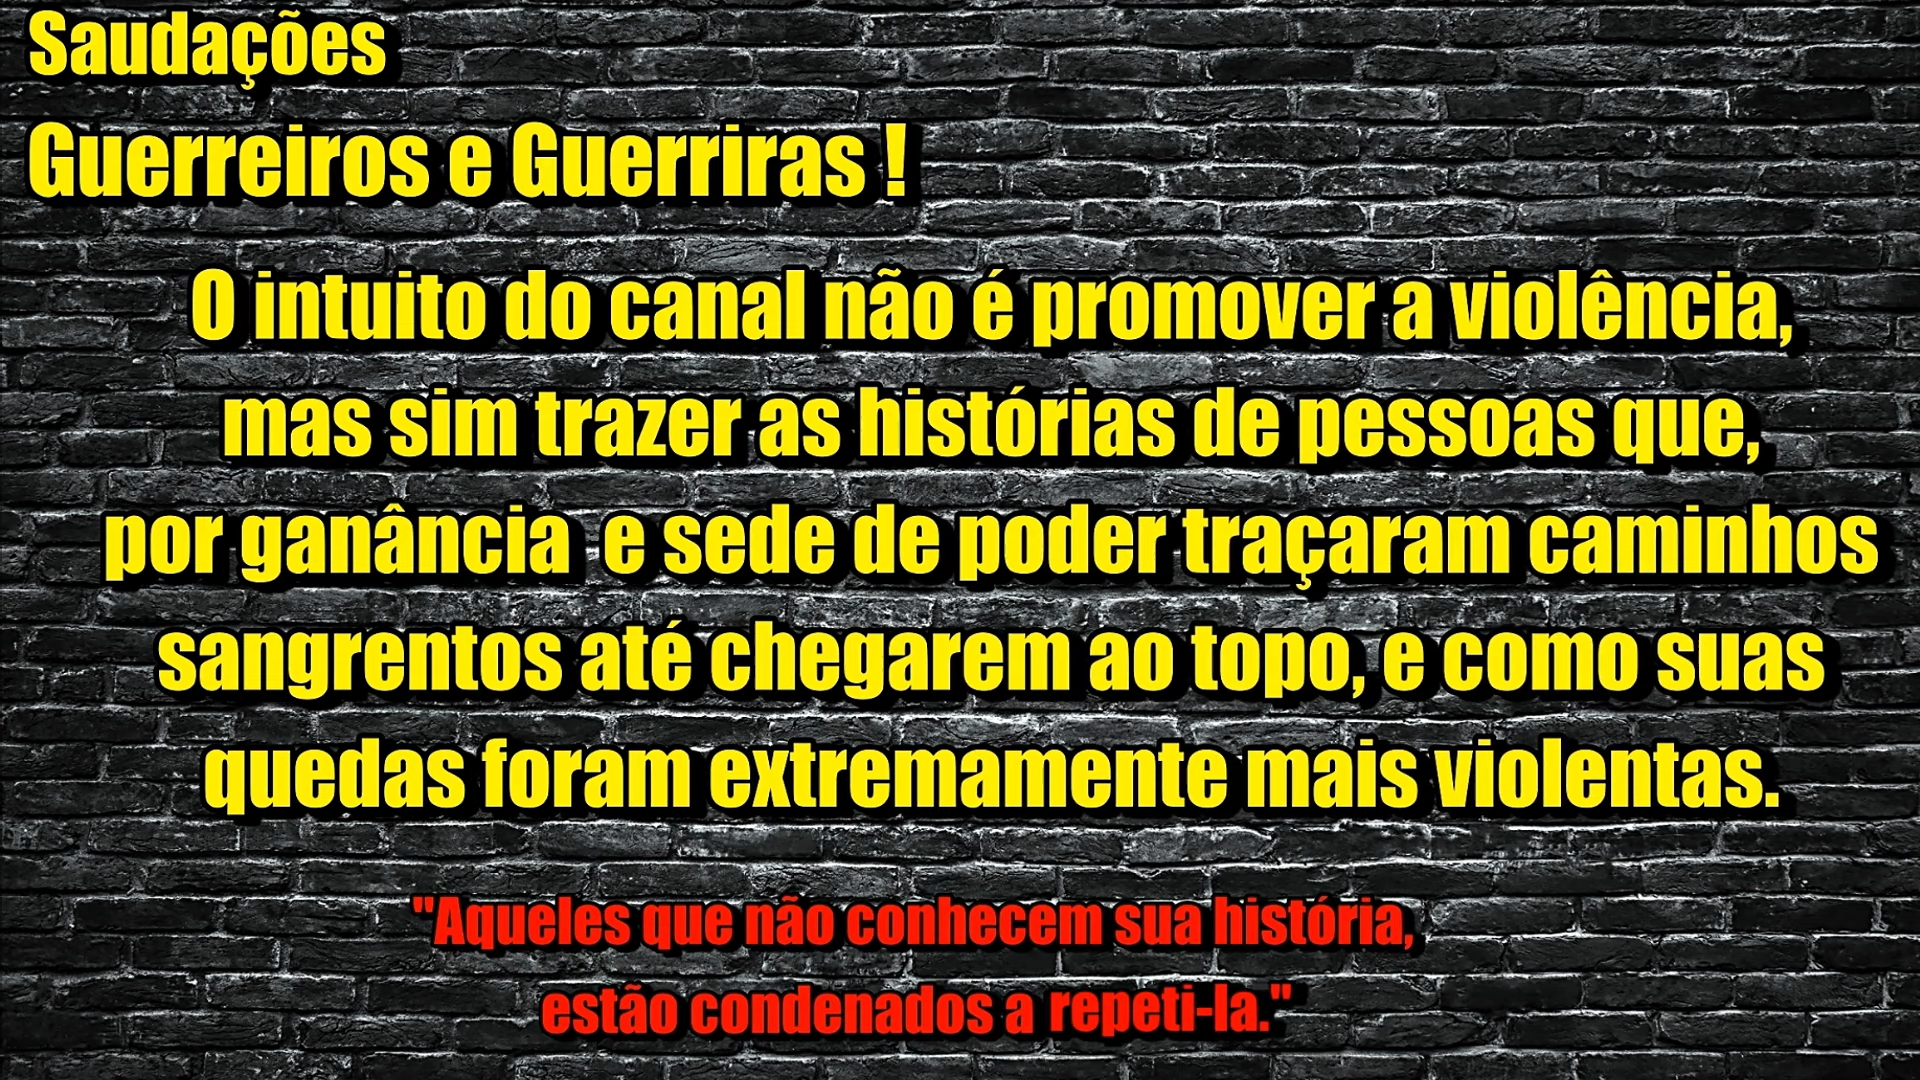 Saudações
Guerreiros e Guerriras !
O intuito do canal não é promover a violência,
mas sim trazer as histórias de pessoas que,
por ganância e sede de poder traçaram caminhos
sangrentos até chegarem ao topo, e como suas
quedas foram extremamente mais violentas.
"Aqueles que não conhecem sua história,
estão condenados a repeti-la."